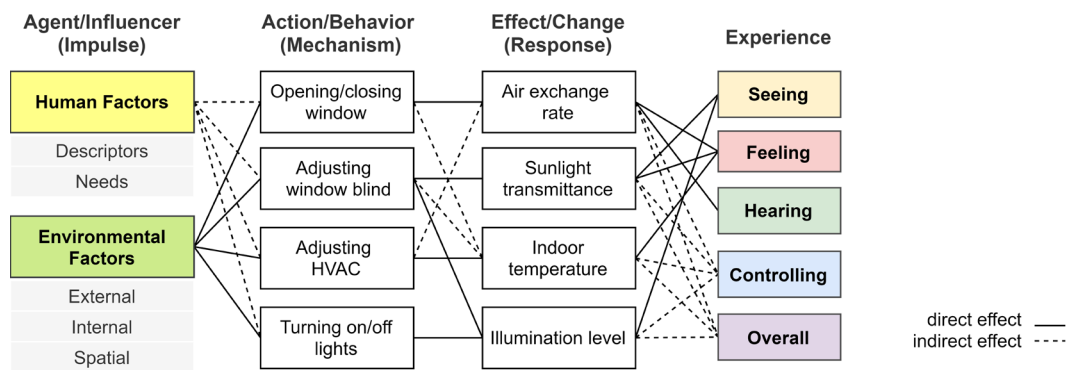 Agent/Influencer
(Impulse)
Action/Behavior
(Mechanism)
Effect/Change
(Response)
Experience
Human Factors
Descriptors
Needs
Environmental
Factors
External
Internal
Spatial
Opening/closing
window
Adjusting
window blind
Adjusting
HVAC
Turning on/off
lights
Air exchange
rate
Sunlight
transmittance
Indoor
temperature
Illumination level
Seeing
Feeling
Hearing
Controlling
Overall
direct effect
indirect effect